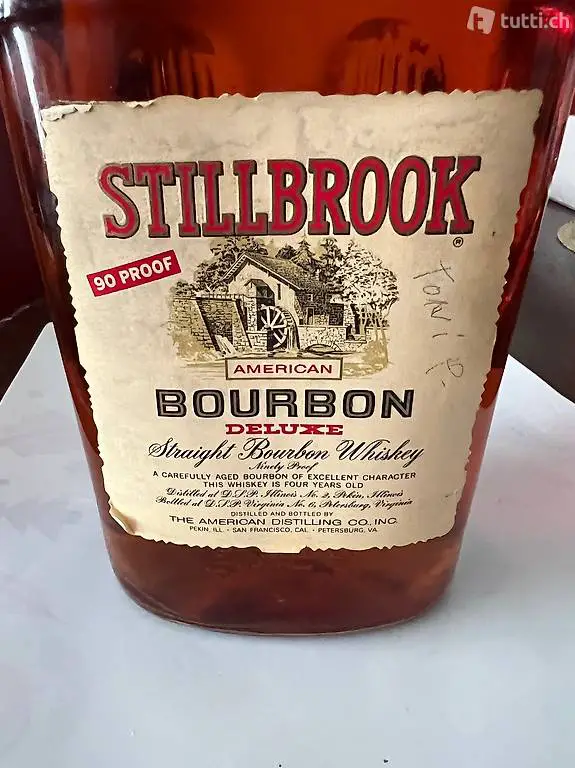 tutti.ch
STILLBROOK
®
90 PROOF
TONi R.
AMERICAN
BOURBON
DELUXE
Straight Bourbon Whiskey
Ninety Proof
A CAREFULLY AGED BOURBON OF EXCELLENT CHARACTER
THIS WHISKEY IS FOUR YEARS OLD
Distilled at D.S.P. Illinois No. 2, Pekin, Illinois
Bottled at D.S.P. Virginia No. 6, Petersburg, Virginia
DISTILLED AND BOTTLED BY
THE AMERICAN DISTILLING CO., INC.
PEKIN, ILL. • SAN FRANCISCO, CAL. • PETERSBURG, VA.